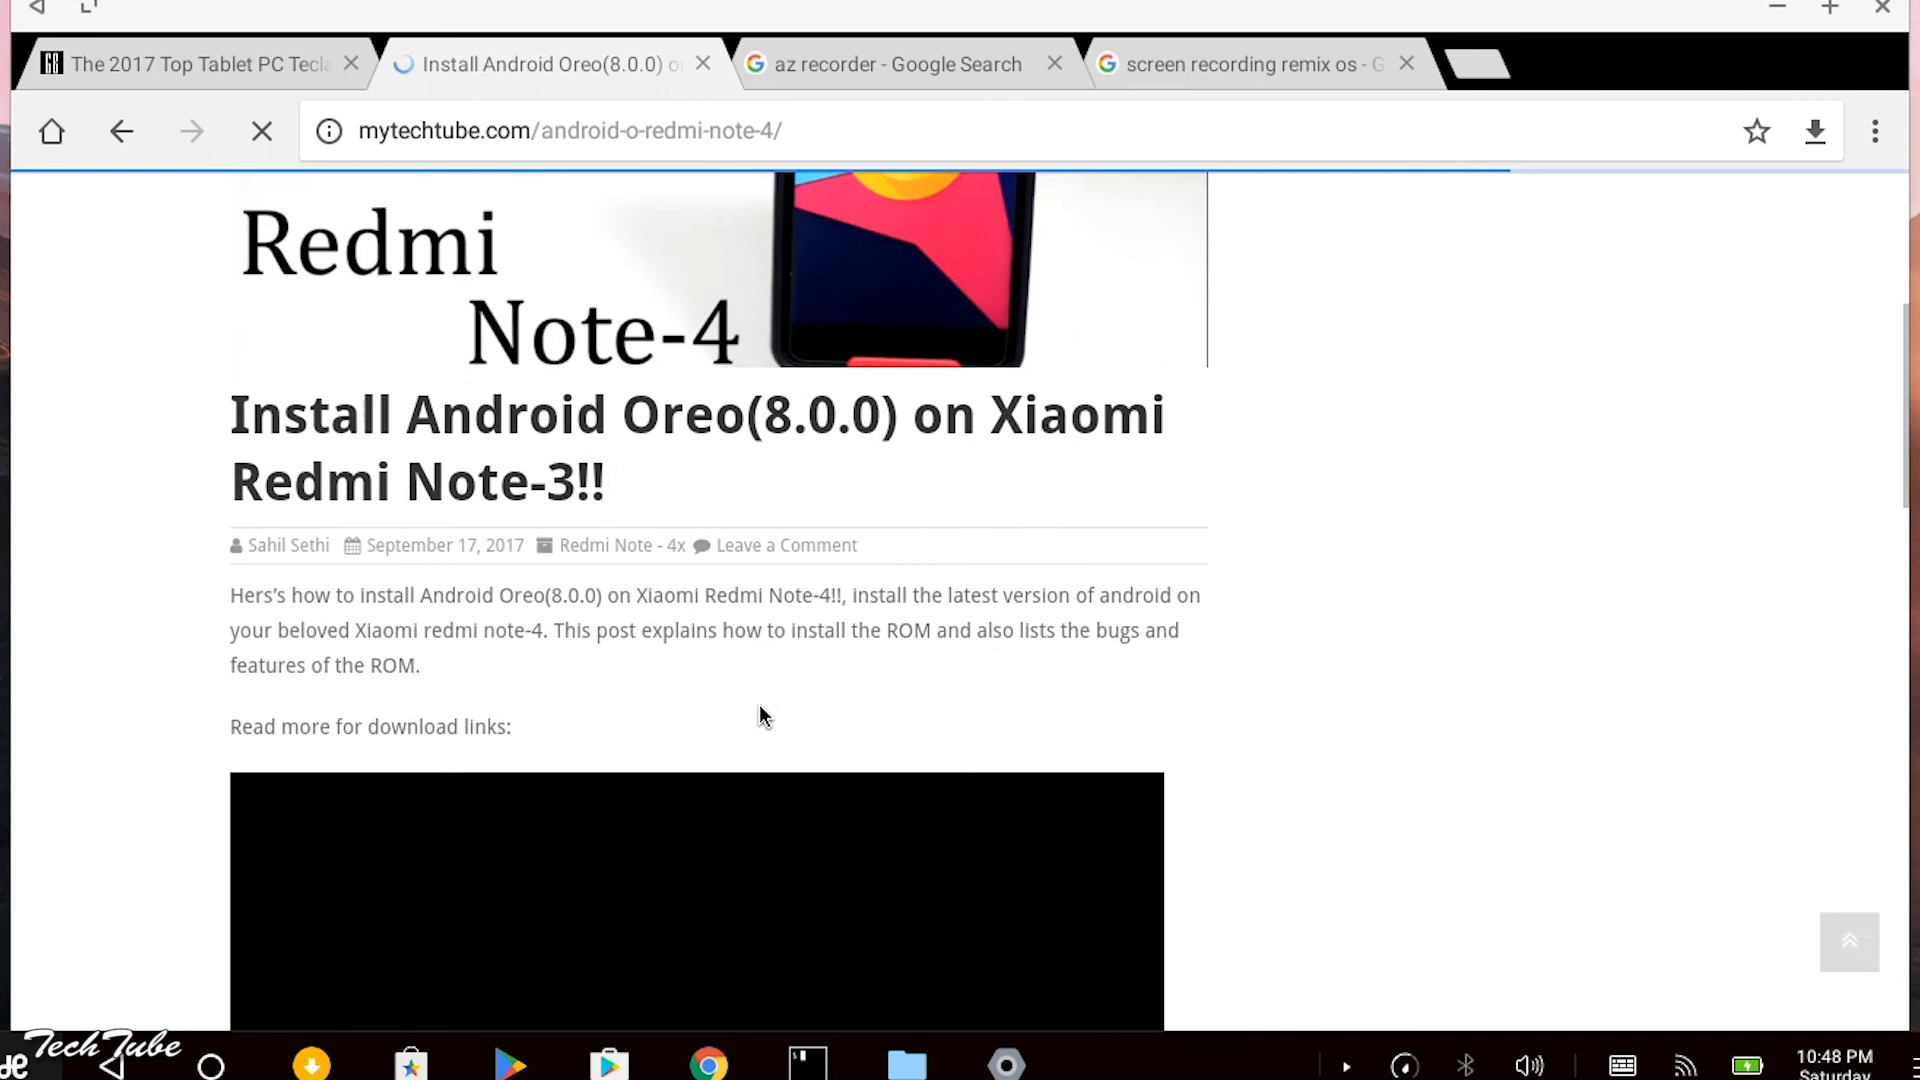 The 2017 Top Tablet PC Tecla
Install Android Oreo(8.0.0) o
az recorder - Google Search
screen recording remix os - G
mytechtube.com/android-o-redmi-note-4/
Redmi
Note-4
Install Android Oreo(8.0.0) on Xiaomi
Redmi Note-3!!
Sahil Sethi September 17, 2017 Redmi Note - 4x Leave a Comment
Hers’s how to install Android Oreo(8.0.0) on Xiaomi Redmi Note-4!!, install the latest version of android on
your beloved Xiaomi redmi note-4. This post explains how to install the ROM and also lists the bugs and
features of the ROM.
Read more for download links:
TechTube
10:48 PM
Saturday